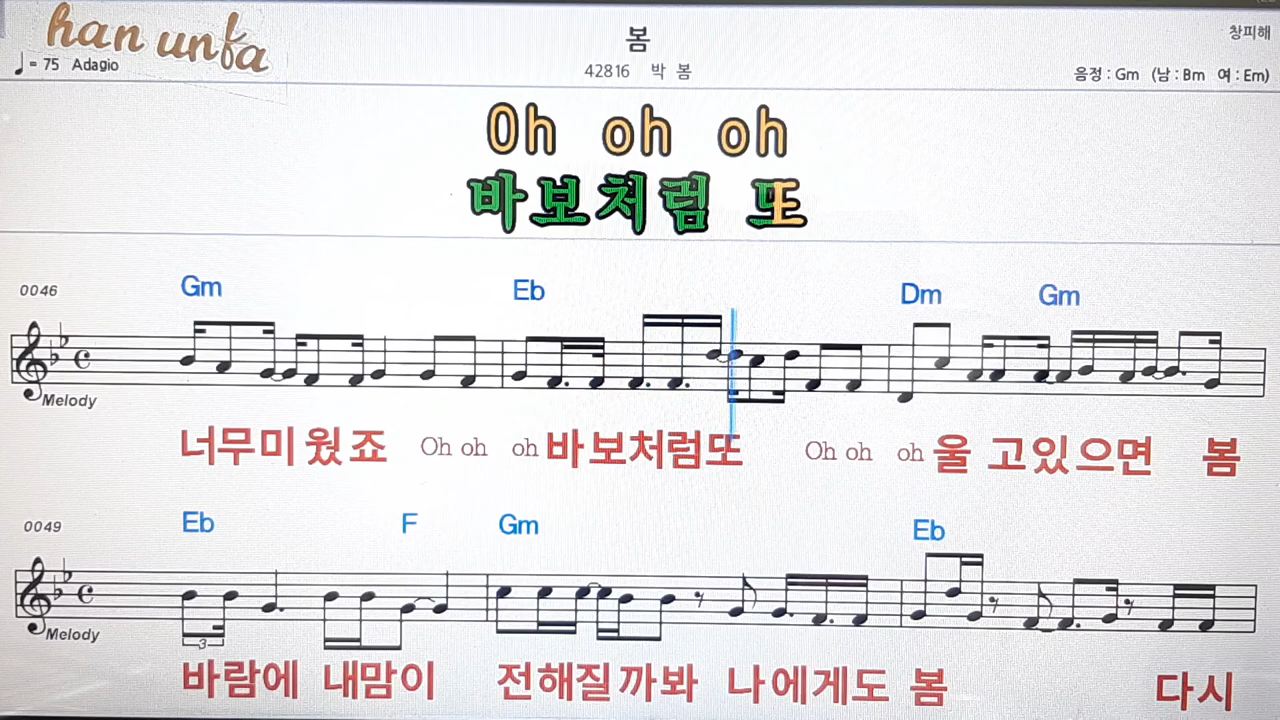 han unfa
봄
창피해
♩ = 75 Adagio
42816 박 봄
음정 : Gm (남 : Bm 여 : Em)
Oh oh oh
바보처럼 또
0046 Gm Eb Dm Gm
Melody
너무미웠죠 Oh oh oh 바보처럼또 Oh oh oh 울고있으면 봄
0049 Eb F Gm Eb
Melody
3
바람에 내맘이 전해질까봐 나에게도 봄 다시